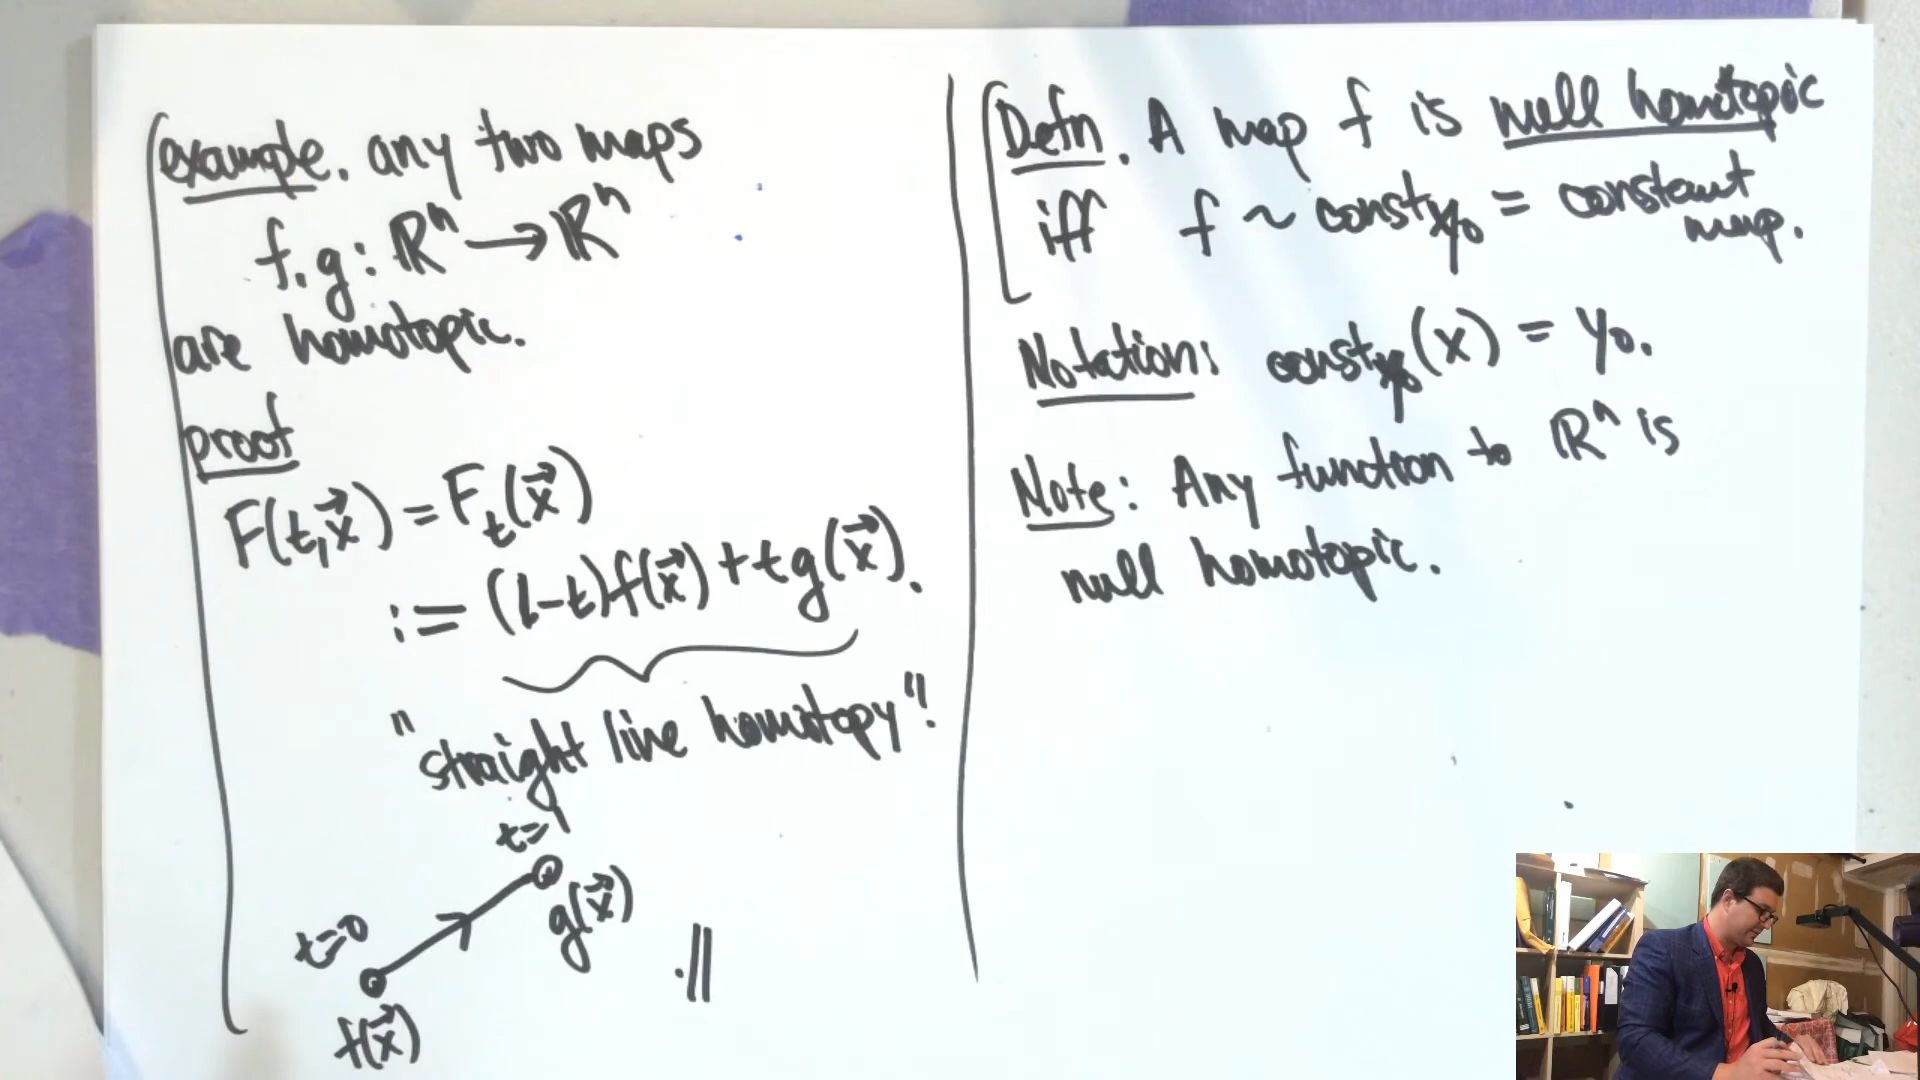 example. any two maps
f, g : ℝⁿ → ℝⁿ
are homotopic.
proof
F(t, x⃗) = F_t(x⃗)
:= (1-t)f(x⃗) + t g(x⃗).
"straight line homotopy"!
t=1
g(x⃗)
t=0
f(x⃗)
.||
Defn. A map f is null homotopic
iff f ~ const_y₀ = constant
map.
Notation: const_y₀(x) = y₀.
Note: Any function to ℝⁿ is
null homotopic.